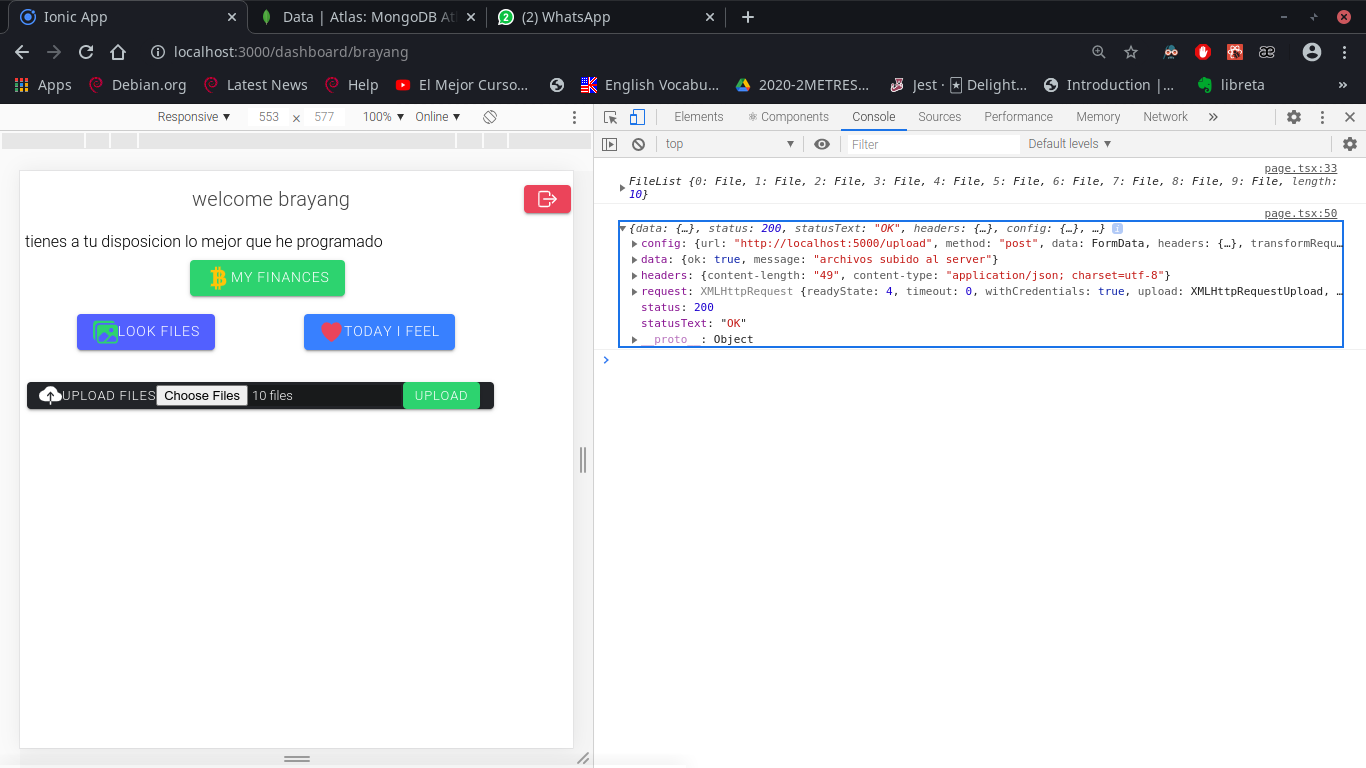 Ionic App
Data | Atlas: MongoDB Atl
2
(2) WhatsApp
localhost:3000/dashboard/brayang
Apps
Debian.org
Latest News
Help
El Mejor Curso...
English Vocabu...
2020-2METRES...
Jest · 🃏 Delight...
Introduction |...
libreta
»
Responsive ▼
553 × 577
100% ▼
Online ▼
Elements
⚛ Components
Console
Sources
Performance
Memory
Network
»
top ▼
Filter
Default levels ▼
welcome brayang
tienes a tu disposicion lo mejor que he programado
MY FINANCES
LOOK FILES
TODAY I FEEL
UPLOAD FILES Choose Files 10 files UPLOAD
page.tsx:33
FileList {0: File, 1: File, 2: File, 3: File, 4: File, 5: File, 6: File, 7: File, 8: File, 9: File, length:
10}
page.tsx:50
{data: {…}, status: 200, statusText: "OK", headers: {…}, config: {…}, …} i
config: {url: "http://localhost:5000/upload", method: "post", data: FormData, headers: {…}, transformRequ…
data: {ok: true, message: "archivos subido al server"}
headers: {content-length: "49", content-type: "application/json; charset=utf-8"}
request: XMLHttpRequest {readyState: 4, timeout: 0, withCredentials: true, upload: XMLHttpRequestUpload, …
status: 200
statusText: "OK"
__proto__: Object